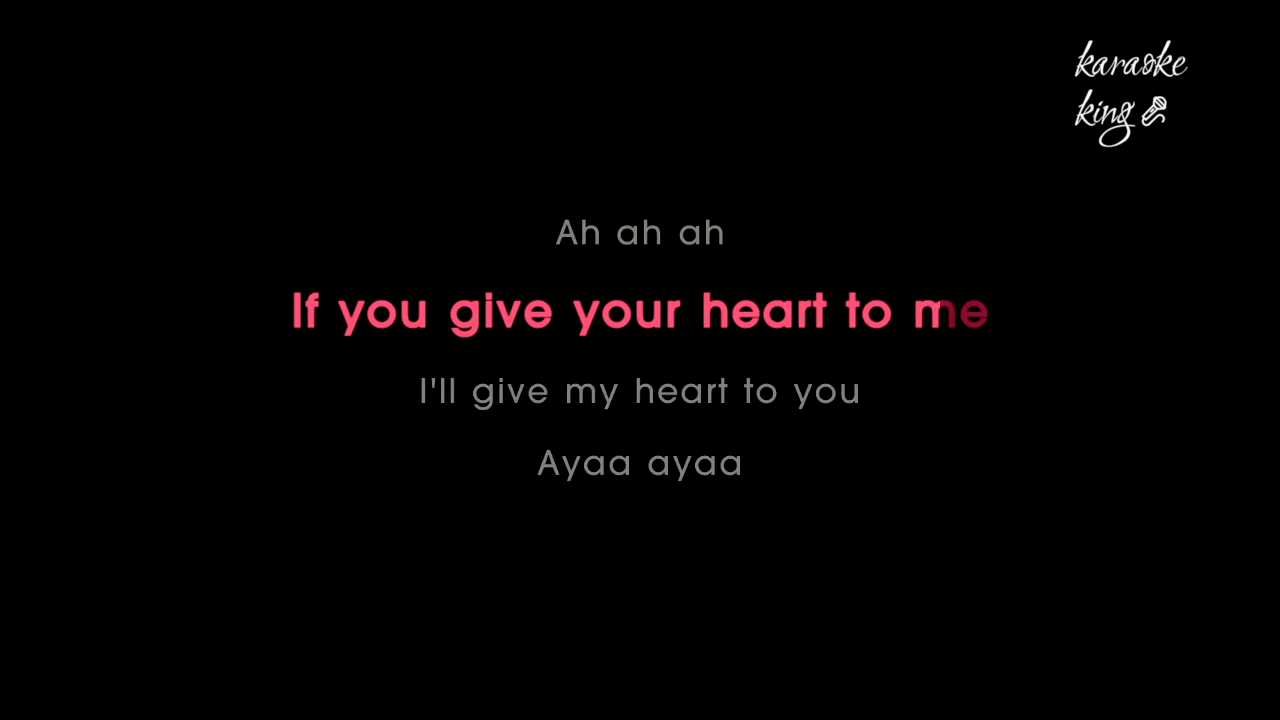 karaoke
king
Ah ah ah
If you give your heart to me
I'll give my heart to you
Ayaa ayaa